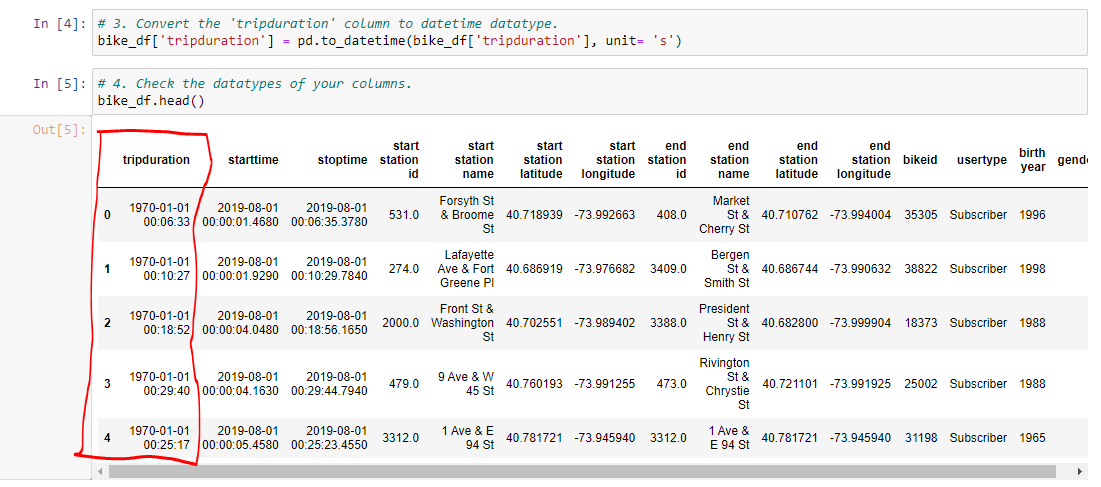 In [4]: # 3. Convert the 'tripduration' column to datetime datatype.
bike_df['tripduration'] = pd.to_datetime(bike_df['tripduration'], unit= 's')
In [5]: # 4. Check the datatypes of your columns.
bike_df.head()
Out[5]:
tripduration starttime stoptime start station id start station name start station latitude start station longitude end station id end station name end station latitude end station longitude bikeid usertype birth year gende
0 1970-01-01 00:06:33 2019-08-01 00:00:01.4680 2019-08-01 00:06:35.3780 531.0 Forsyth St & Broome St 40.718939 -73.992663 408.0 Market St & Cherry St 40.710762 -73.994004 35305 Subscriber 1996
1 1970-01-01 00:10:27 2019-08-01 00:00:01.9290 2019-08-01 00:10:29.7840 274.0 Lafayette Ave & Fort Greene Pl 40.686919 -73.976682 3409.0 Bergen St & Smith St 40.686744 -73.990632 38822 Subscriber 1998
2 1970-01-01 00:18:52 2019-08-01 00:00:04.0480 2019-08-01 00:18:56.1650 2000.0 Front St & Washington St 40.702551 -73.989402 3388.0 President St & Henry St 40.682800 -73.999904 18373 Subscriber 1988
3 1970-01-01 00:29:40 2019-08-01 00:00:04.1630 2019-08-01 00:29:44.7940 479.0 9 Ave & W 45 St 40.760193 -73.991255 473.0 Rivington St & Chrystie St 40.721101 -73.991925 25002 Subscriber 1988
4 1970-01-01 00:25:17 2019-08-01 00:00:05.4580 2019-08-01 00:25:23.4550 3312.0 1 Ave & E 94 St 40.781721 -73.945940 3312.0 1 Ave & E 94 St 40.781721 -73.945940 31198 Subscriber 1965